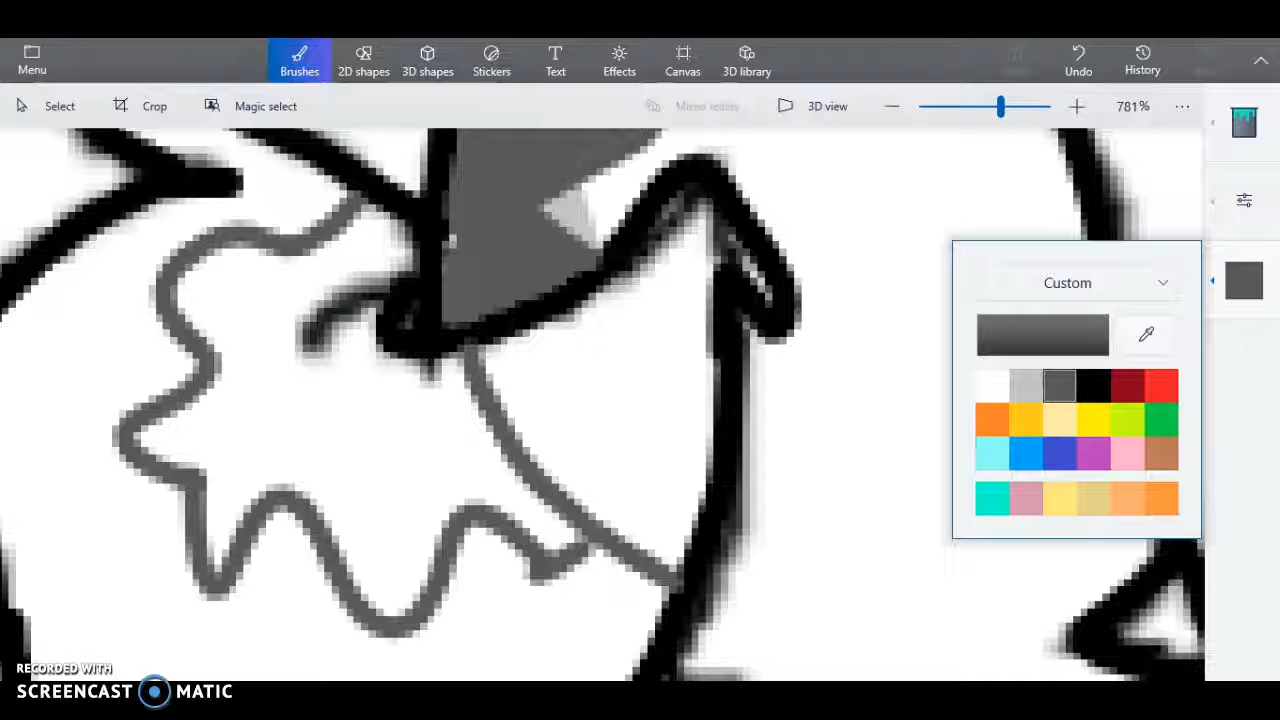 Menu
Brushes
2D shapes
3D shapes
Stickers
Text
Effects
Canvas
3D library
Undo
History
Select
Crop
Magic select
3D view
781%
Custom
RECORDED WITH
SCREENCAST MATIC